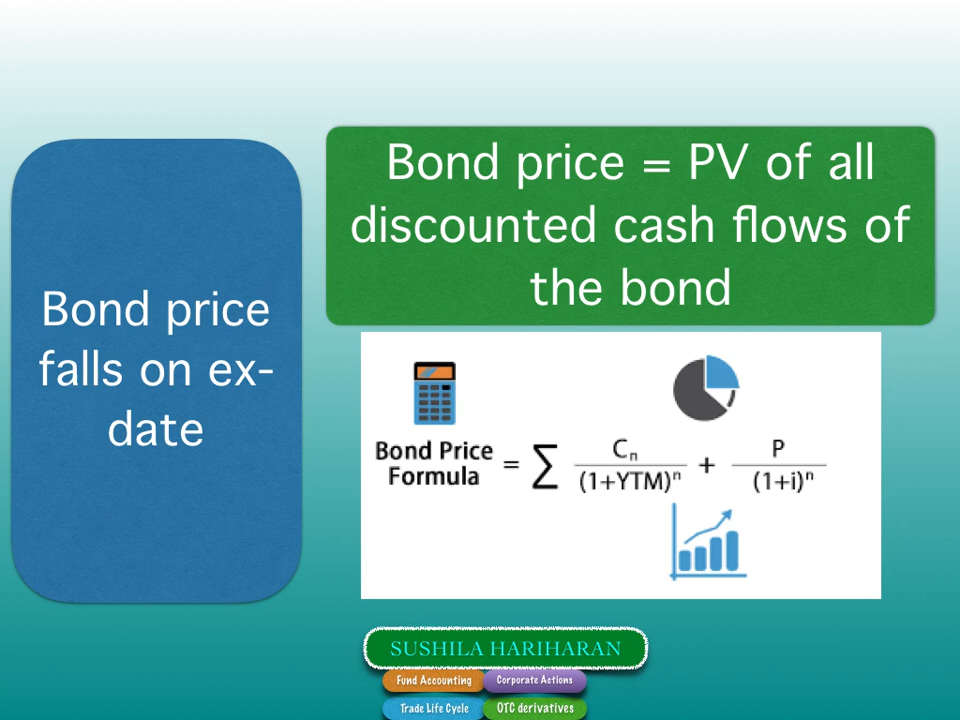 Bond price
falls on ex-
date
Bond price = PV of all
discounted cash flows of
the bond
Bond Price
Formula = ∑ Cₙ/(1+YTM)ⁿ + P/(1+i)ⁿ
SUSHILA HARIHARAN
Fund Accounting Corporate Actions
Trade Life Cycle OTC derivatives